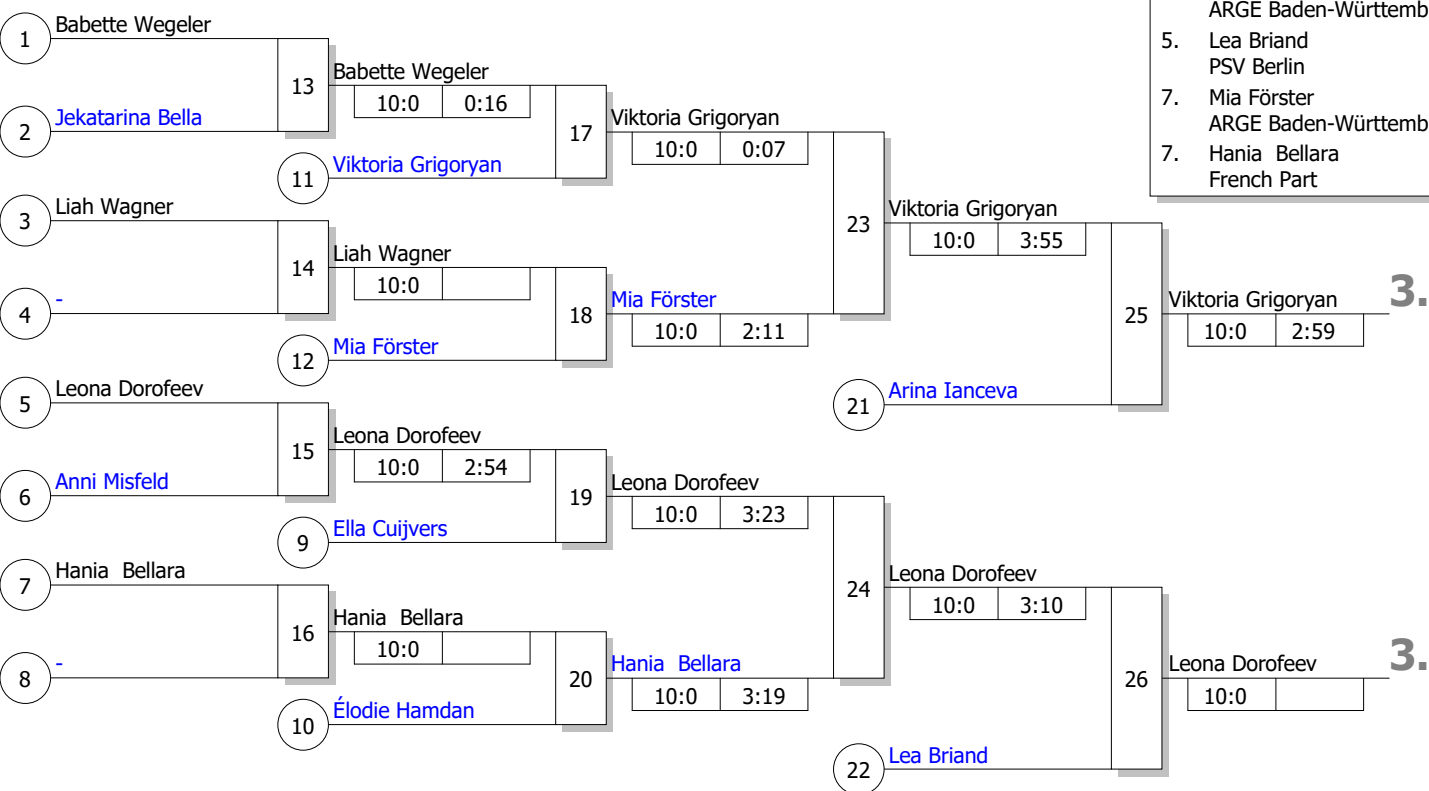 ARGE Baden-Württemb
5. Lea Briand
PSV Berlin
7. Mia Förster
ARGE Baden-Württemb
7. Hania Bellara
French Part
1 Babette Wegeler
13
Babette Wegeler
10:0 0:16
2 Jekatarina Bella
17
Viktoria Grigoryan
10:0 0:07
11 Viktoria Grigoryan
3 Liah Wagner
23
Viktoria Grigoryan
10:0 3:55
14
Liah Wagner
10:0
4 -
18
Mia Förster
10:0 2:11
12 Mia Förster
25
Viktoria Grigoryan 3.
10:0 2:59
5 Leona Dorofeev
21 Arina Ianceva
15
Leona Dorofeev
10:0 2:54
6 Anni Misfeld
19
Leona Dorofeev
10:0 3:23
9 Ella Cuijvers
7 Hania Bellara
24
Leona Dorofeev
10:0 3:10
16
Hania Bellara
10:0
8 -
20
Hania Bellara
10:0 3:19
10 Élodie Hamdan
26
Leona Dorofeev 3.
10:0
22 Lea Briand